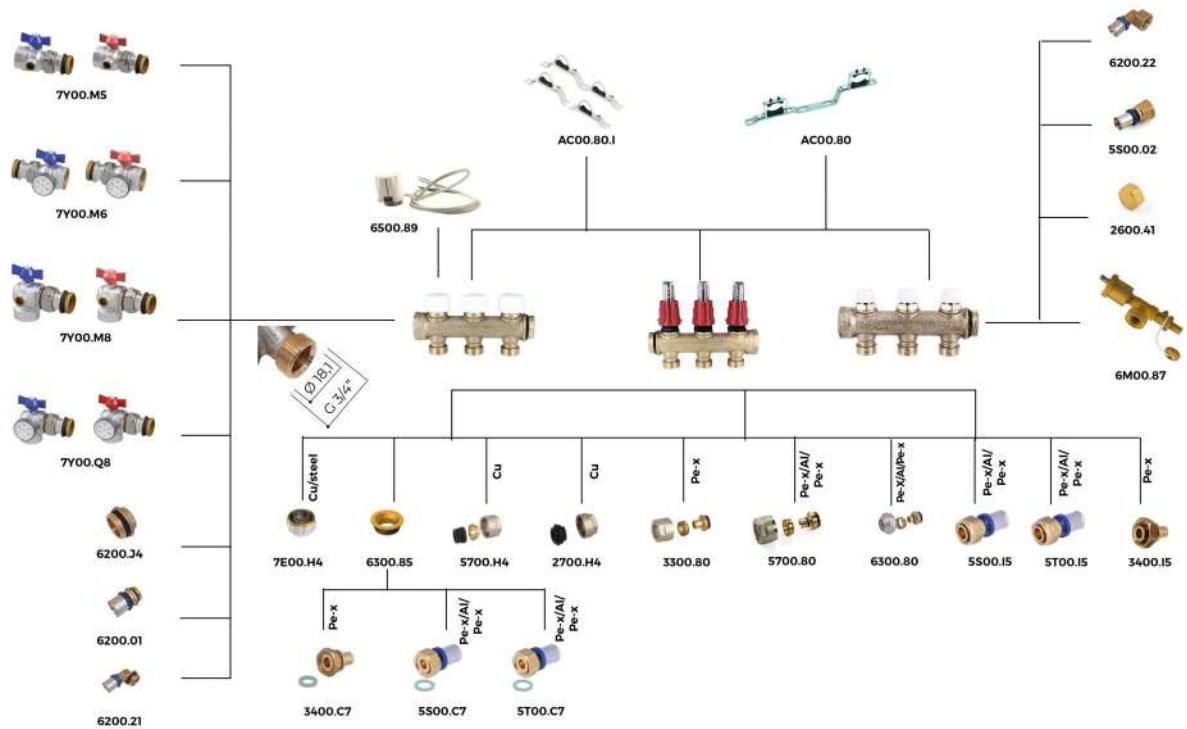 7Y00.M5
7Y00.M6
7Y00.M8
7Y00.Q8
6200.J4
6200.01
6200.21
AC00.80.I
AC00.80
6500.89
6200.22
5S00.02
2600.41
6M00.87
Ø 18,1
G 3/4"
Cu/steel
Cu
Cu
Pe-x
Pe-x/Al/
Pe-x
Pe-X/Al/Pe-x
Pe-x/Al/
Pe-x
Pe-x/Al/
Pe-x
Pe-x
7E00.H4
6300.85
5700.H4
2700.H4
3300.80
5700.80
6300.80
5S00.I5
5T00.I5
3400.I5
Pe-x
Pe-x/Al/
Pe-x
Pe-x/Al/
Pe-x
3400.C7
5S00.C7
5T00.C7